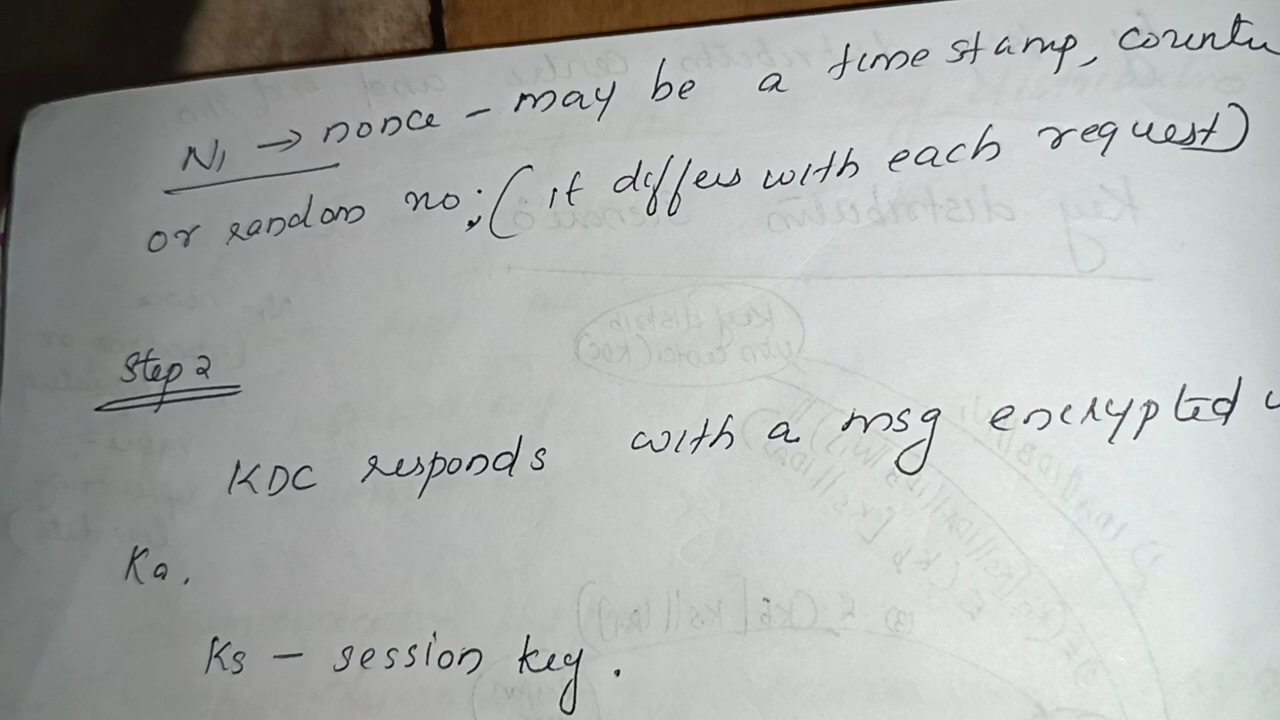 N1 → nonce - may be a time stamp, counte
or random no; (it differs with each request)
Step 2
KDC responds with a msg encrypted
Ka.
Ks - session key.